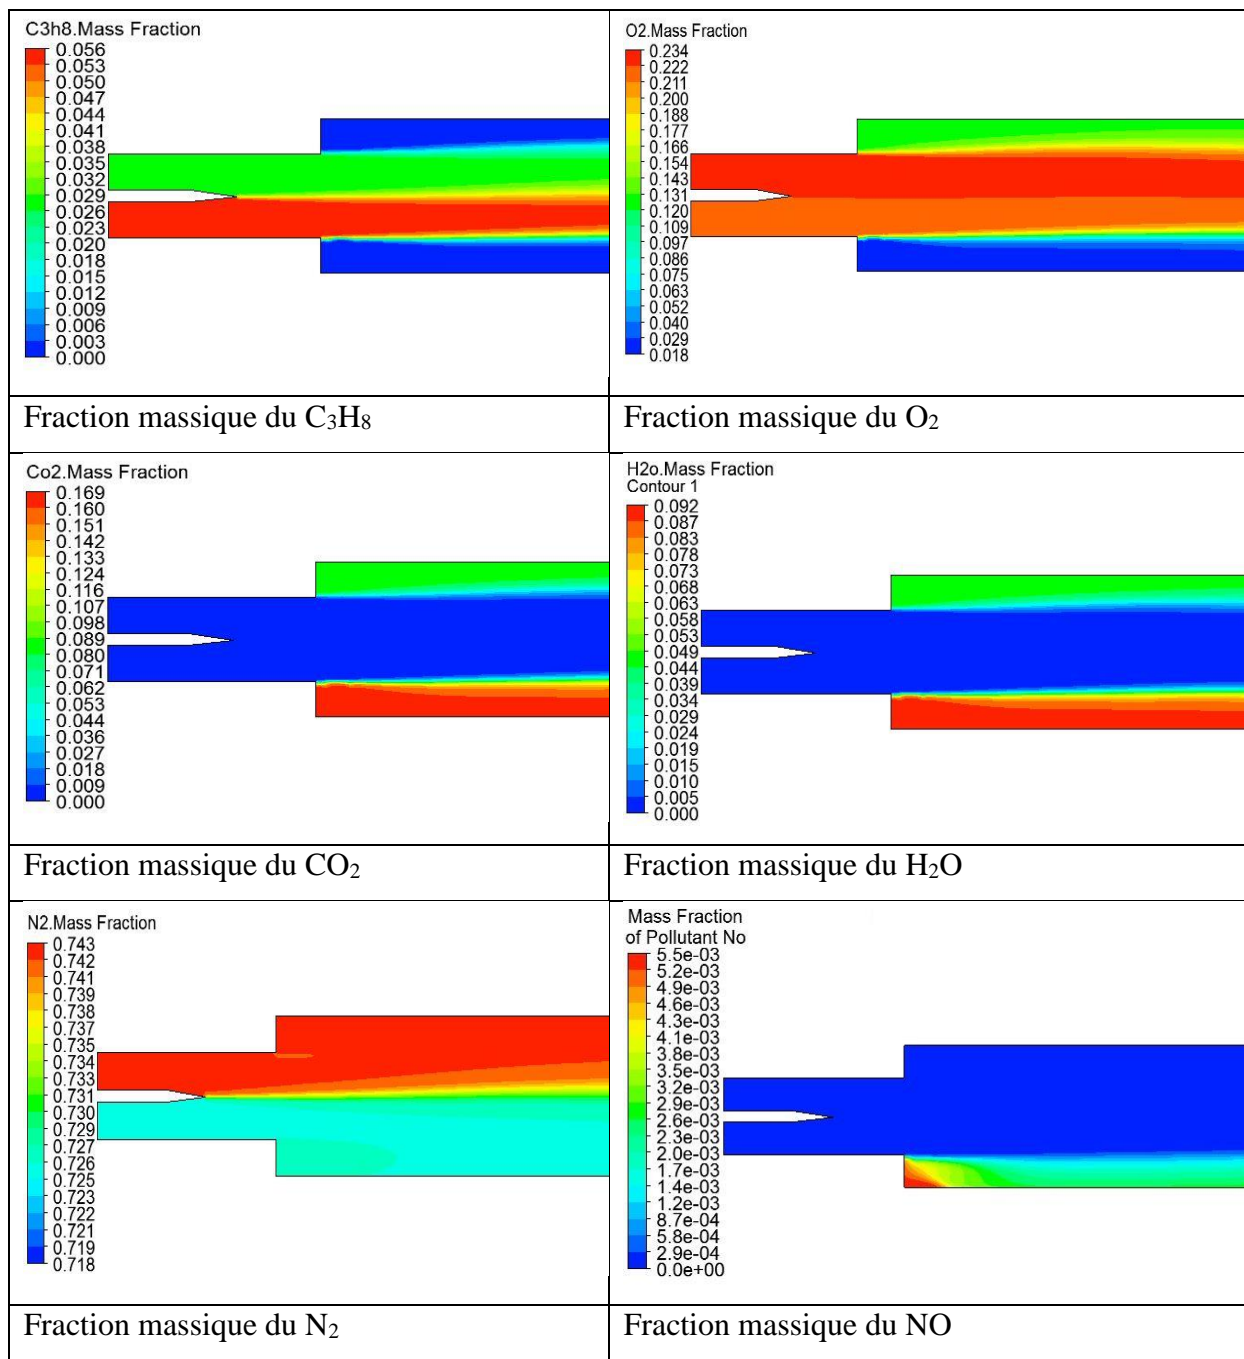 C3h8.Mass Fraction
0.056
0.053
0.050
0.047
0.044
0.041
0.038
0.035
0.032
0.029
0.026
0.023
0.020
0.018
0.015
0.012
0.009
0.006
0.003
0.000
Fraction massique du C₃H₈
O2.Mass Fraction
0.234
0.222
0.211
0.200
0.188
0.177
0.166
0.154
0.143
0.131
0.120
0.109
0.097
0.086
0.075
0.063
0.052
0.040
0.029
0.018
Fraction massique du O₂
Co2.Mass Fraction
0.169
0.160
0.151
0.142
0.133
0.124
0.116
0.107
0.098
0.089
0.080
0.071
0.062
0.053
0.044
0.036
0.027
0.018
0.009
0.000
Fraction massique du CO₂
H2o.Mass Fraction
Contour 1
0.092
0.087
0.083
0.078
0.073
0.068
0.063
0.058
0.053
0.049
0.044
0.039
0.034
0.029
0.024
0.019
0.015
0.010
0.005
0.000
Fraction massique du H₂O
N2.Mass Fraction
0.743
0.742
0.741
0.739
0.738
0.737
0.735
0.734
0.733
0.731
0.730
0.729
0.727
0.726
0.725
0.723
0.722
0.721
0.719
0.718
Fraction massique du N₂
Mass Fraction
of Pollutant No
5.5e-03
5.2e-03
4.9e-03
4.6e-03
4.3e-03
4.1e-03
3.8e-03
3.5e-03
3.2e-03
2.9e-03
2.6e-03
2.3e-03
2.0e-03
1.7e-03
1.4e-03
1.2e-03
8.7e-04
5.8e-04
2.9e-04
0.0e+00
Fraction massique du NO